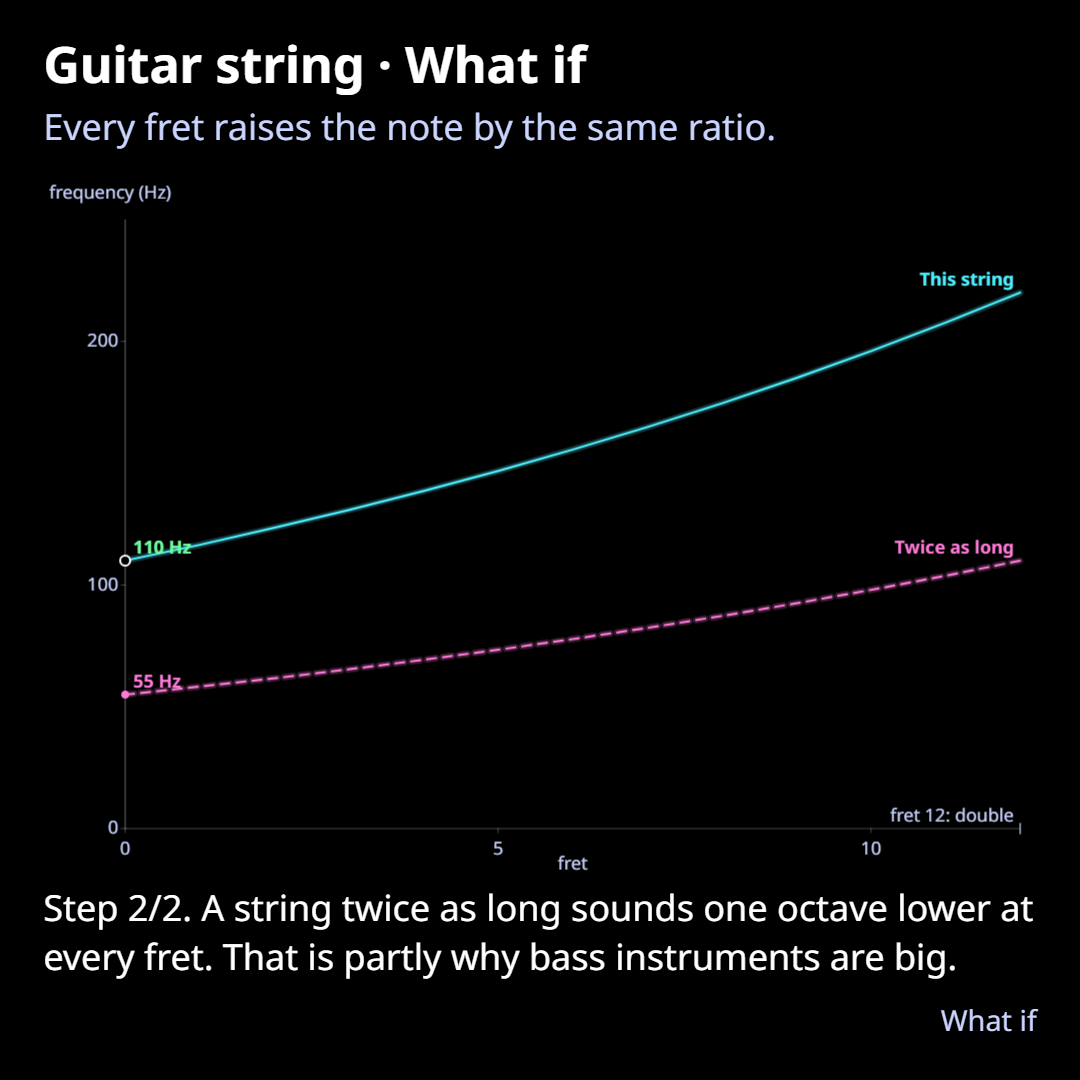 Guitar string · What if
Every fret raises the note by the same ratio.
frequency (Hz)
This string
200
110 Hz
Twice as long
100
55 Hz
fret 12: double
0
0
5
10
fret
Step 2/2. A string twice as long sounds one octave lower at
every fret. That is partly why bass instruments are big.
What if